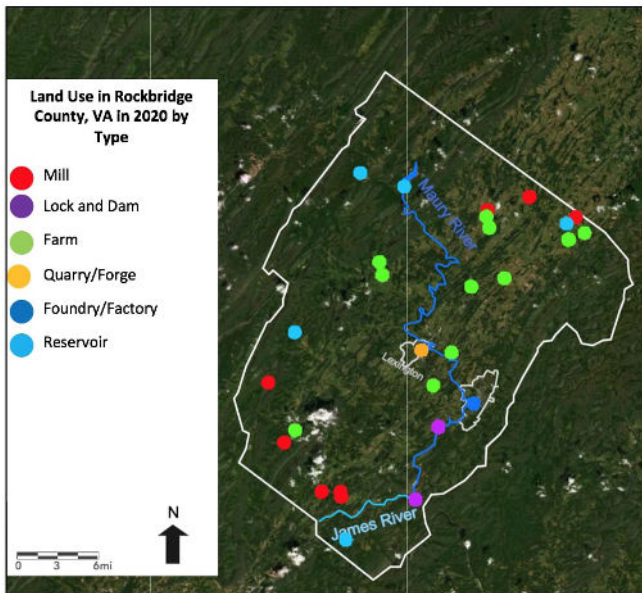 Land Use in Rockbridge
County, VA in 2020 by
Type
Mill
Lock and Dam
Farm
Quarry/Forge
Foundry/Factory
Reservoir
N
0 3 6mi
Maury River
Lexington
James River